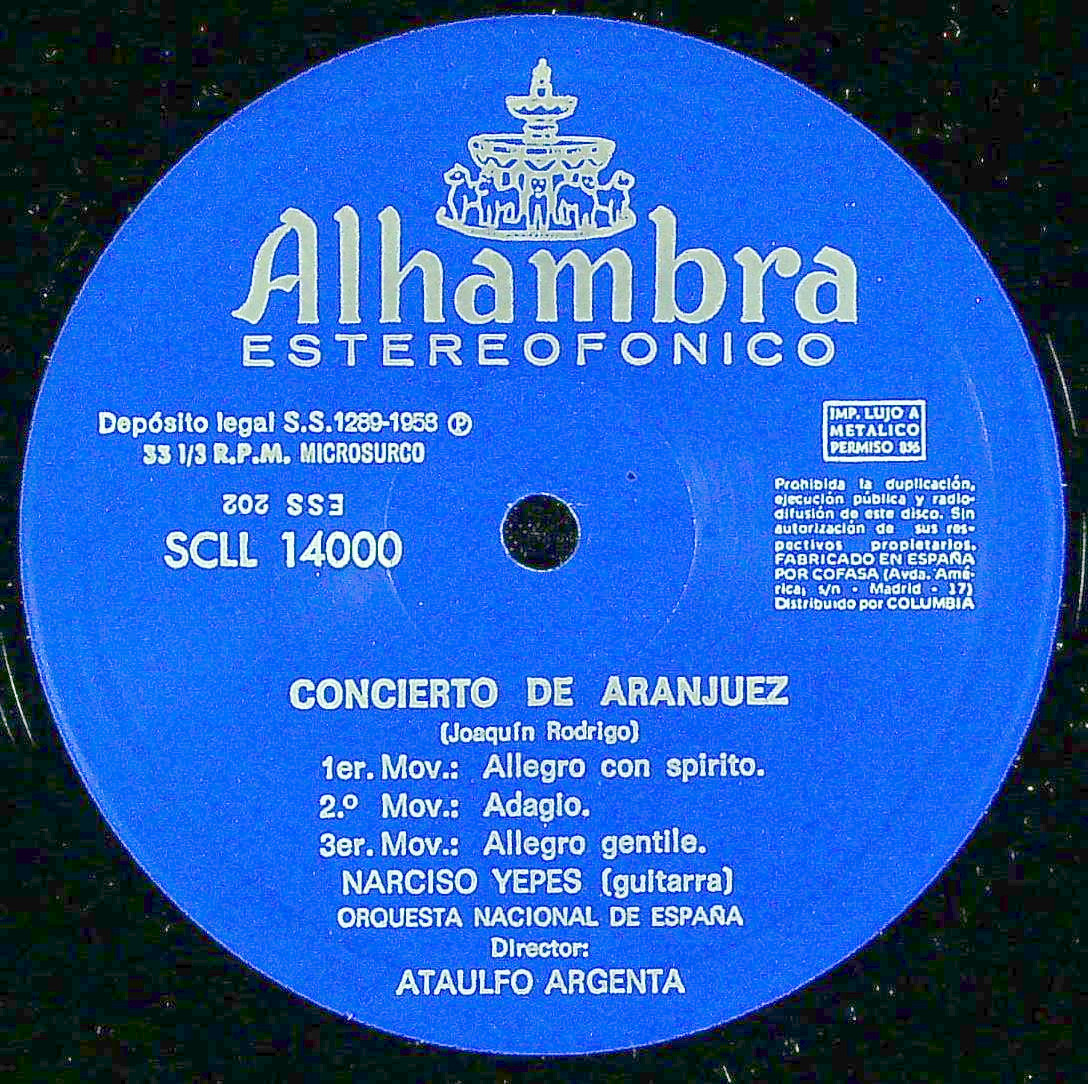 Alhambra
ESTEREOFONICO
Depósito legal S.S.1289-1958 Ⓟ
33 1/3 R.P.M. MICROSURCO
ESS 202
SCLL 14000
IMP. LUJO A
METALICO
PERMISO 836
Prohibida la duplicación,
ejecución pública y radio-
difusión de este disco. Sin
autorización de sus res-
pectivos propietarios.
FABRICADO EN ESPAÑA
POR COFASA (Avda. Amé-
rica, s/n - Madrid - 17)
Distribuido por COLUMBIA
CONCIERTO DE ARANJUEZ
(Joaquín Rodrigo)
1er. Mov.: Allegro con spirito.
2.º Mov.: Adagio.
3er. Mov.: Allegro gentile.
NARCISO YEPES (guitarra)
ORQUESTA NACIONAL DE ESPAÑA
Director:
ATAULFO ARGENTA